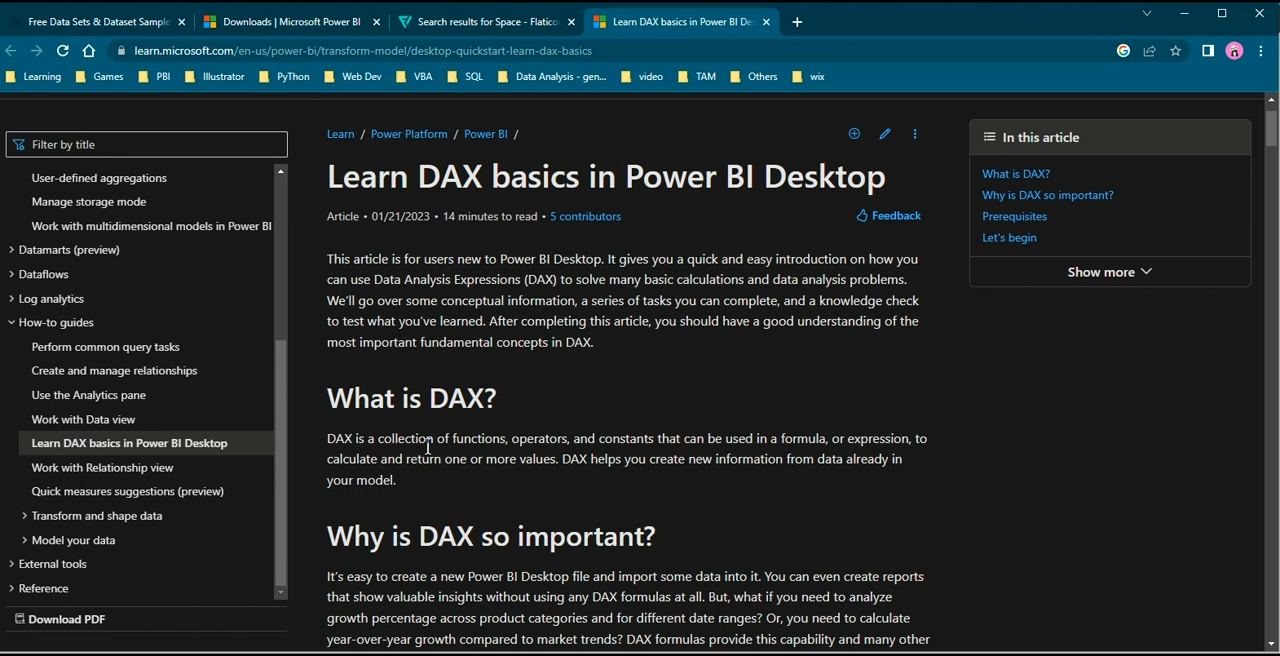 Free Data Sets & Dataset Sample
Downloads | Microsoft Power BI
Search results for Space - Flatico
Learn DAX basics in Power BI De
learn.microsoft.com/en-us/power-bi/transform-model/desktop-quickstart-learn-dax-basics
Learning Games PBI Illustrator PyThon Web Dev VBA SQL Data Analysis - gen... video TAM Others wix
Filter by title
User-defined aggregations
Manage storage mode
Work with multidimensional models in Power BI
Datamarts (preview)
Dataflows
Log analytics
How-to guides
Perform common query tasks
Create and manage relationships
Use the Analytics pane
Work with Data view
Learn DAX basics in Power BI Desktop
Work with Relationship view
Quick measures suggestions (preview)
Transform and shape data
Model your data
External tools
Reference
Download PDF
Learn / Power Platform / Power BI /
Learn DAX basics in Power BI Desktop
Article • 01/21/2023 • 14 minutes to read • 5 contributors
Feedback
This article is for users new to Power BI Desktop. It gives you a quick and easy introduction on how you
can use Data Analysis Expressions (DAX) to solve many basic calculations and data analysis problems.
We'll go over some conceptual information, a series of tasks you can complete, and a knowledge check
to test what you've learned. After completing this article, you should have a good understanding of the
most important fundamental concepts in DAX.
What is DAX?
DAX is a collection of functions, operators, and constants that can be used in a formula, or expression, to
calculate and return one or more values. DAX helps you create new information from data already in
your model.
Why is DAX so important?
It's easy to create a new Power BI Desktop file and import some data into it. You can even create reports
that show valuable insights without using any DAX formulas at all. But, what if you need to analyze
growth percentage across product categories and for different date ranges? Or, you need to calculate
year-over-year growth compared to market trends? DAX formulas provide this capability and many other
In this article
What is DAX?
Why is DAX so important?
Prerequisites
Let's begin
Show more